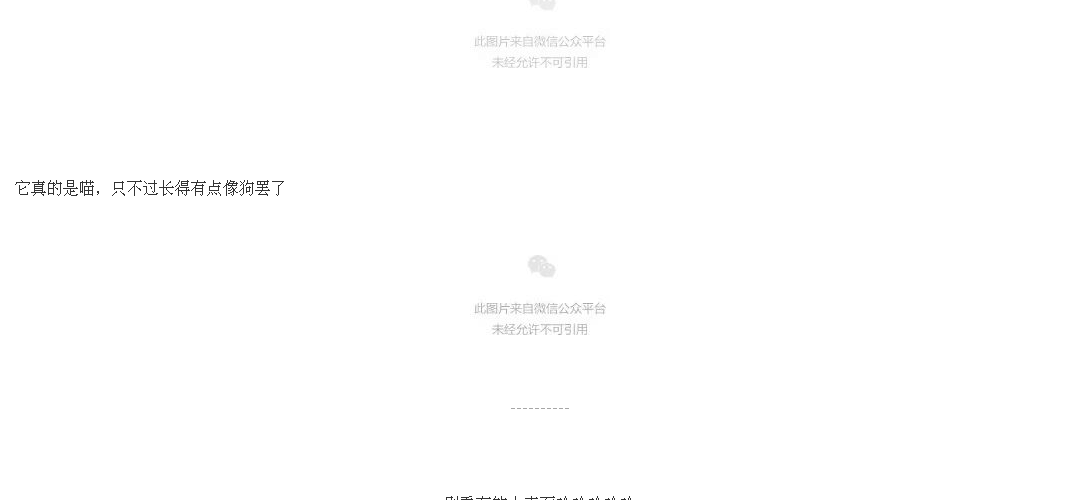 此图片来自微信公众平台
未经允许不可引用
它真的是喵，只不过长得有点像狗罢了
此图片来自微信公众平台
未经允许不可引用
----------